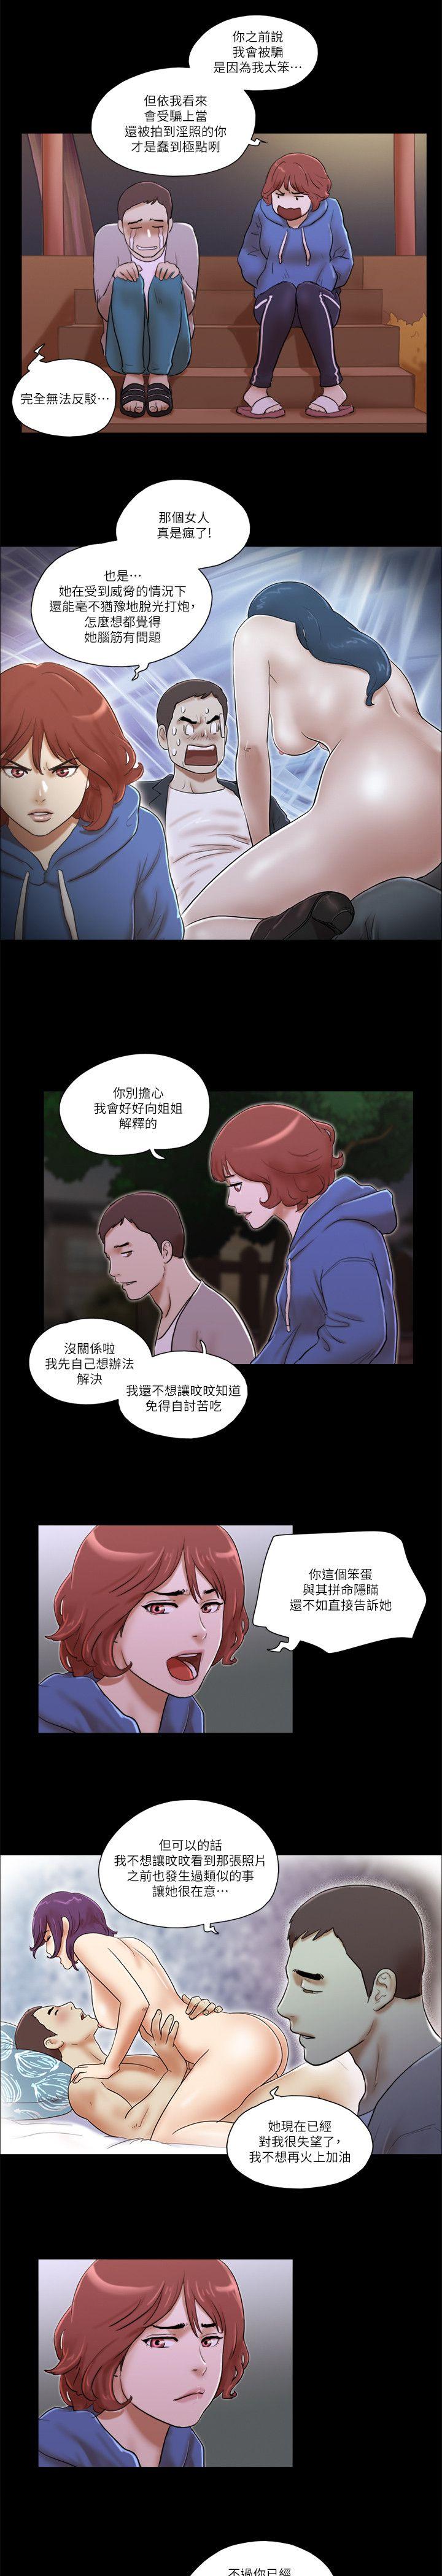 你之前說
我會被騙
是因為我太笨…
但依我看來
會受騙上當
還被拍到淫照的你
才是蠢到極點咧
完全無法反駁…
那個女人
真是瘋了!
也是…
她在受到威脅的情況下
還能毫不猶豫地脫光打炮,
怎麼想都覺得
她腦筋有問題
你別擔心
我會好好向姐姐
解釋的
沒關係啦
我先自己想辦法
解決
我還不想讓旼旼知道
免得自討苦吃
你這個笨蛋
與其拼命隱瞞
還不如直接告訴她
但可以的話
我不想讓旼旼看到那張照片
之前也發生過類似的事
讓她很在意…
她現在已經
對我很失望了,
我不想再火上加油
不過你已經